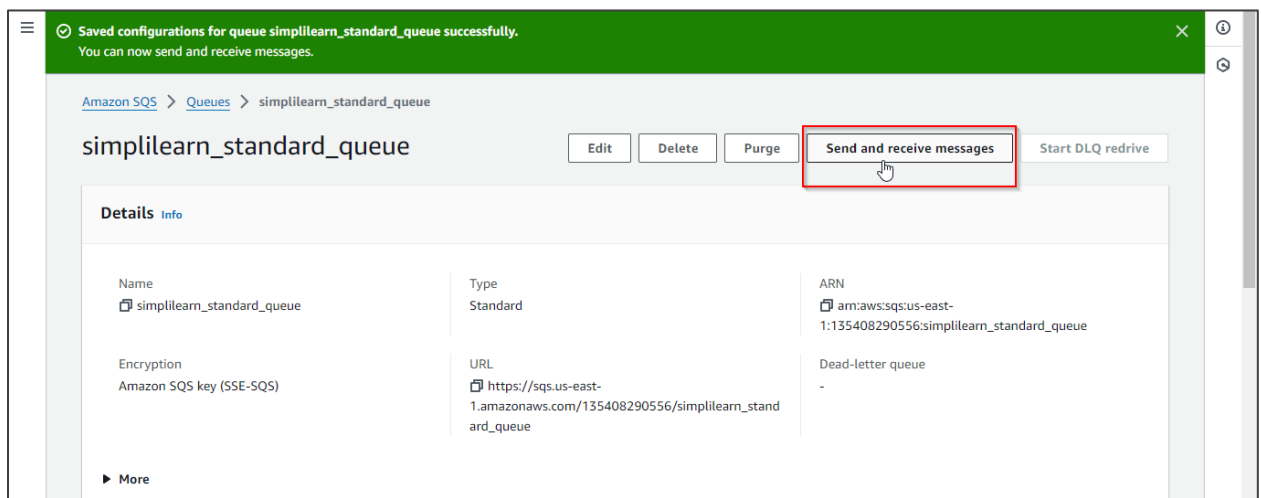 Saved configurations for queue simplilearn_standard_queue successfully.
You can now send and receive messages.
Amazon SQS > Queues > simplilearn_standard_queue
simplilearn_standard_queue
Edit
Delete
Purge
Send and receive messages
Start DLQ redrive
Details Info
Name
simplilearn_standard_queue
Type
Standard
ARN
arn:aws:sqs:us-east-
1:135408290556:simplilearn_standard_queue
Encryption
Amazon SQS key (SSE-SQS)
URL
https://sqs.us-east-
1.amazonaws.com/135408290556/simplilearn_stand
ard_queue
Dead-letter queue
-
More